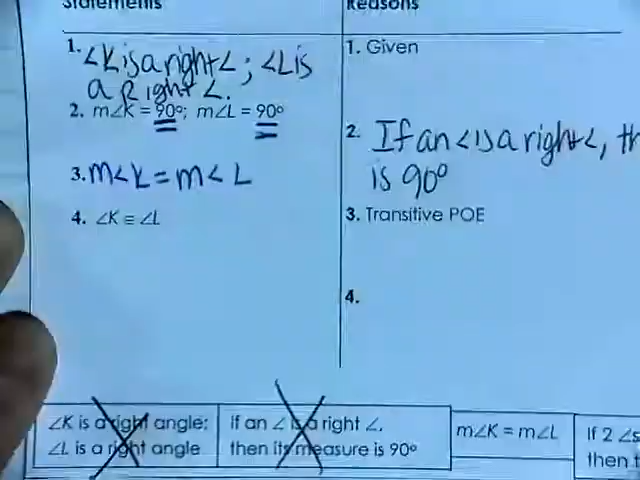 Statements
Reasons
1. ∠K is a right ∠; ∠L is
a Right ∠.
1. Given
2. m∠K = 90°; m∠L = 90°
2. If an ∠ is a right ∠, th
is 90°
3. m∠K = m∠L
3. Transitive POE
4. ∠K ≅ ∠L
4.
∠K is a right angle;
∠L is a right angle
If an ∠ is a right ∠,
then its measure is 90°
m∠K = m∠L
If 2 ∠s
then